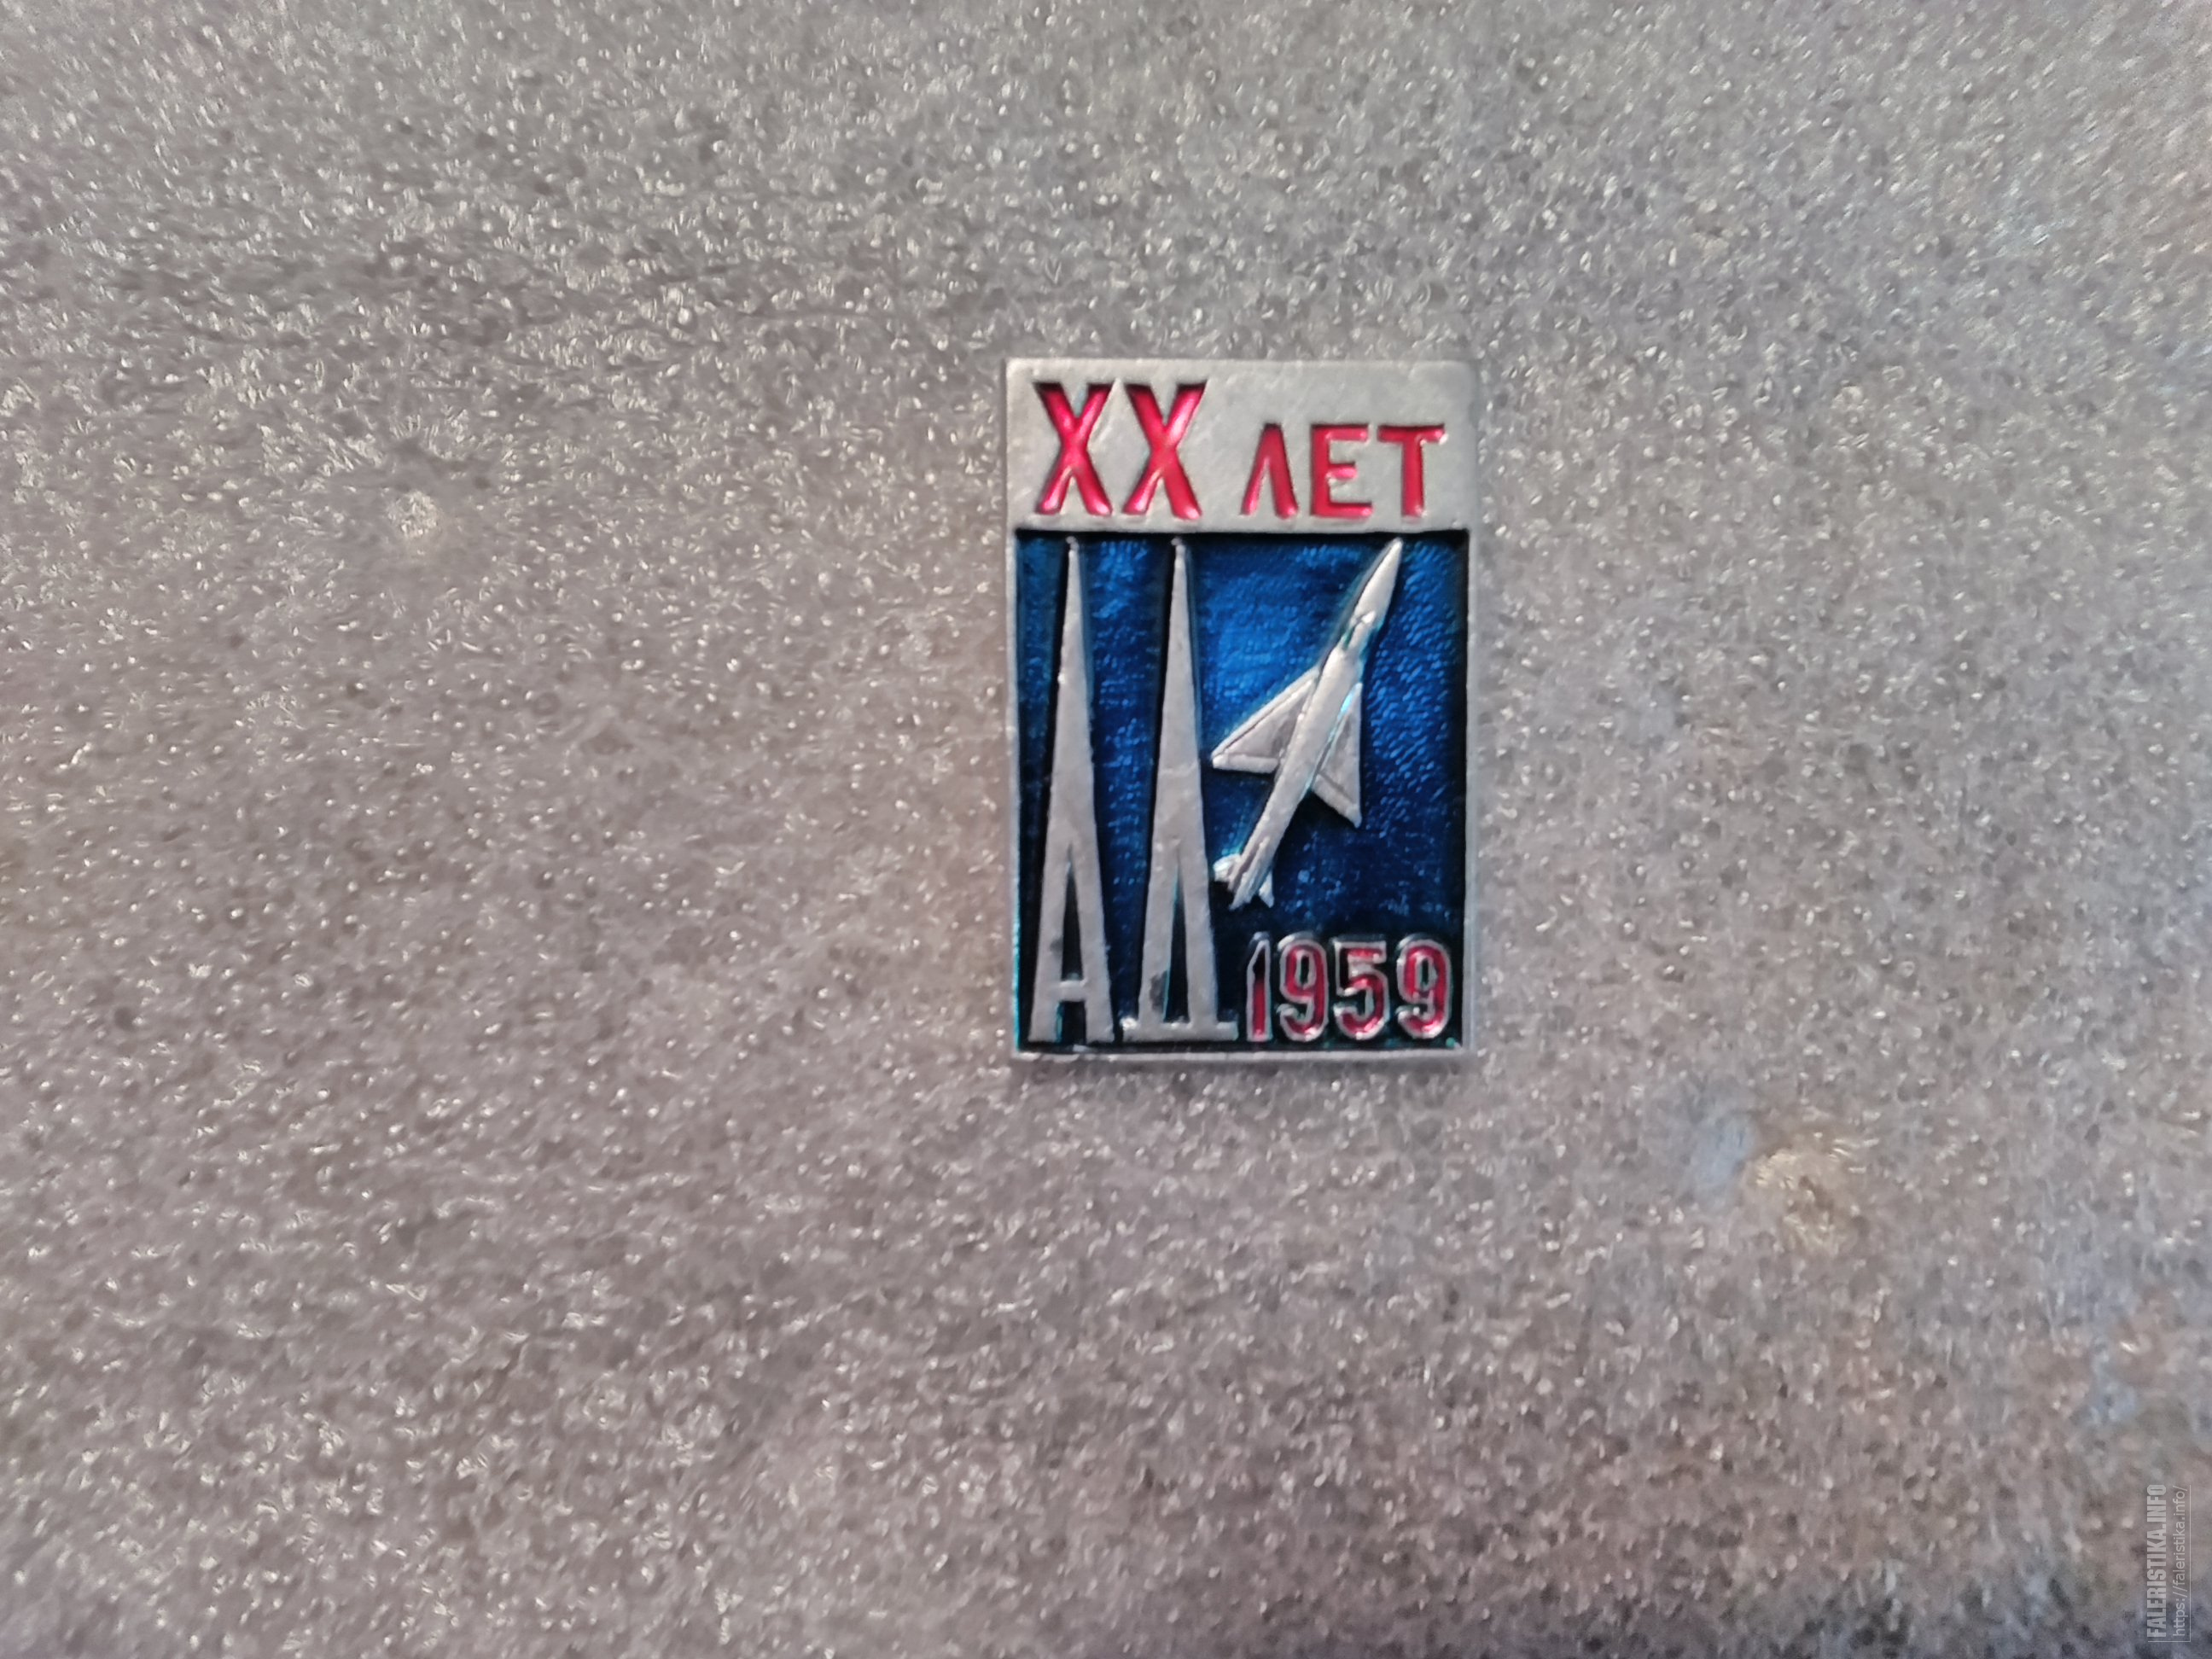 XX ЛЕТ
АД 1959
FALERISTIKA.INFO
https://faleristika.info/